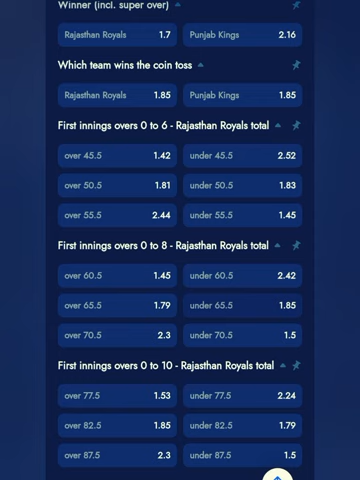 Winner (incl. super over)
Rajasthan Royals 1.7 Punjab Kings 2.16
Which team wins the coin toss
Rajasthan Royals 1.85 Punjab Kings 1.85
First innings overs 0 to 6 - Rajasthan Royals total
over 45.5 1.42 under 45.5 2.52
over 50.5 1.81 under 50.5 1.83
over 55.5 2.44 under 55.5 1.45
First innings overs 0 to 8 - Rajasthan Royals total
over 60.5 1.45 under 60.5 2.42
over 65.5 1.79 under 65.5 1.85
over 70.5 2.3 under 70.5 1.5
First innings overs 0 to 10 - Rajasthan Royals total
over 77.5 1.53 under 77.5 2.24
over 82.5 1.85 under 82.5 1.79
over 87.5 2.3 under 87.5 1.5